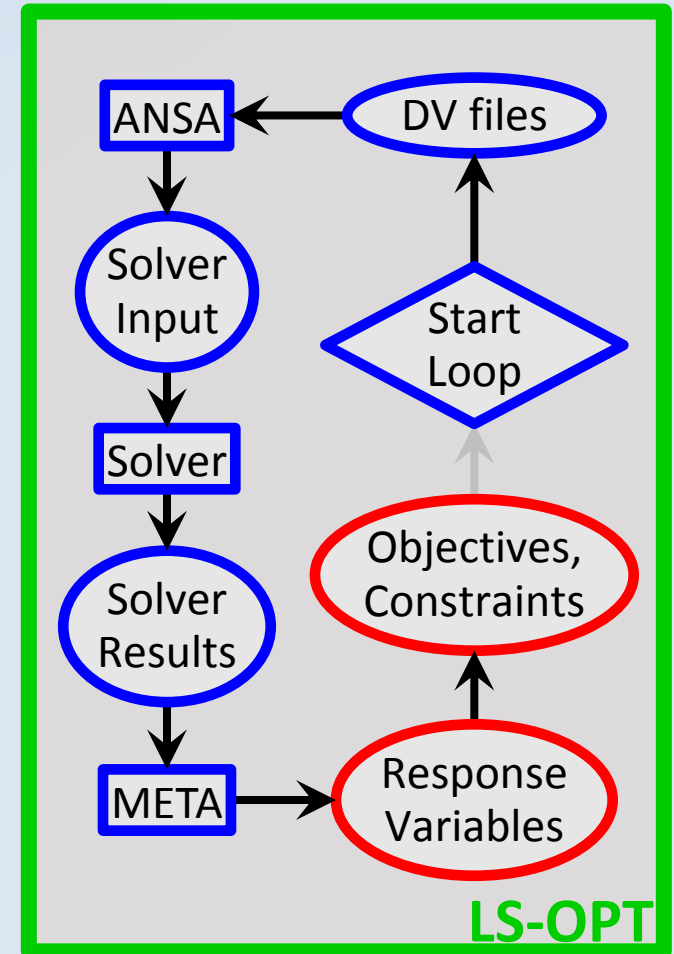 ANSA
DV files
Solver
Input
Start
Loop
Solver
Objectives,
Constraints
Solver
Results
META
Response
Variables
LS-OPT